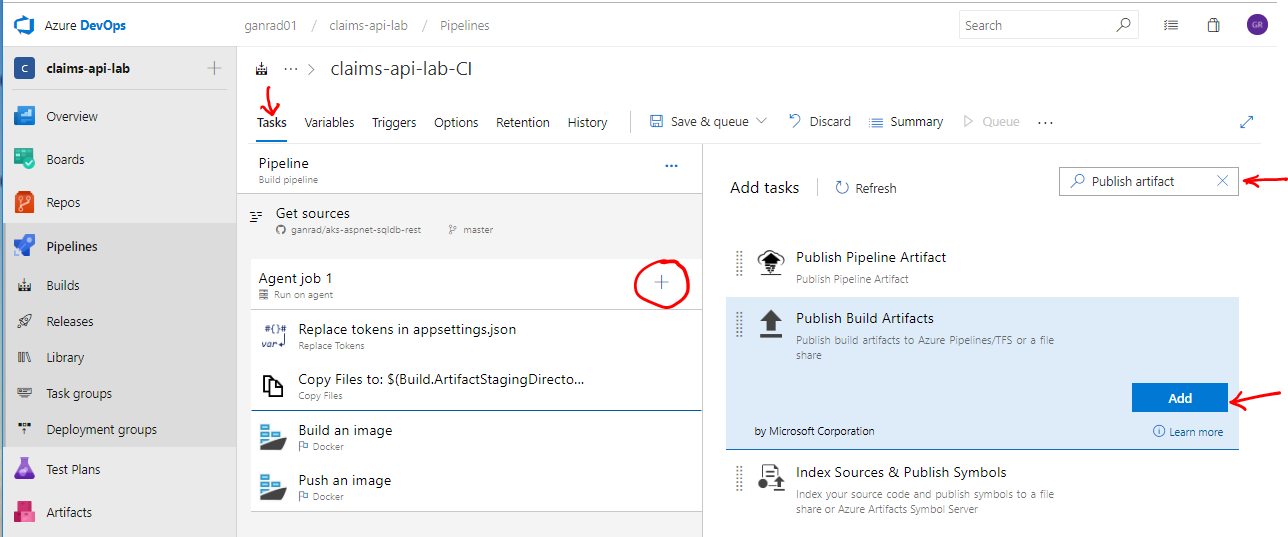 Azure DevOps
ganrad01 / claims-api-lab / Pipelines
Search
GR
C claims-api-lab
Overview
Boards
Repos
Pipelines
Builds
Releases
Library
Task groups
Deployment groups
Test Plans
Artifacts
... > claims-api-lab-CI
Tasks Variables Triggers Options Retention History Save & queue Discard Summary Queue ...
Pipeline ...
Build pipeline
Get sources
ganrad/aks-aspnet-sqldb-rest master
Agent job 1
Run on agent
#{}# Replace tokens in appsettings.json
var Replace Tokens
Copy Files to: $(Build.ArtifactStagingDirecto...
Copy Files
Build an image
Docker
Push an image
Docker
Add tasks Refresh Publish artifact
Publish Pipeline Artifact
Publish Pipeline Artifact
Publish Build Artifacts
Publish build artifacts to Azure Pipelines/TFS or a file
share
Add
by Microsoft Corporation Learn more
Index Sources & Publish Symbols
Index your source code and publish symbols to a file
share or Azure Artifacts Symbol Server